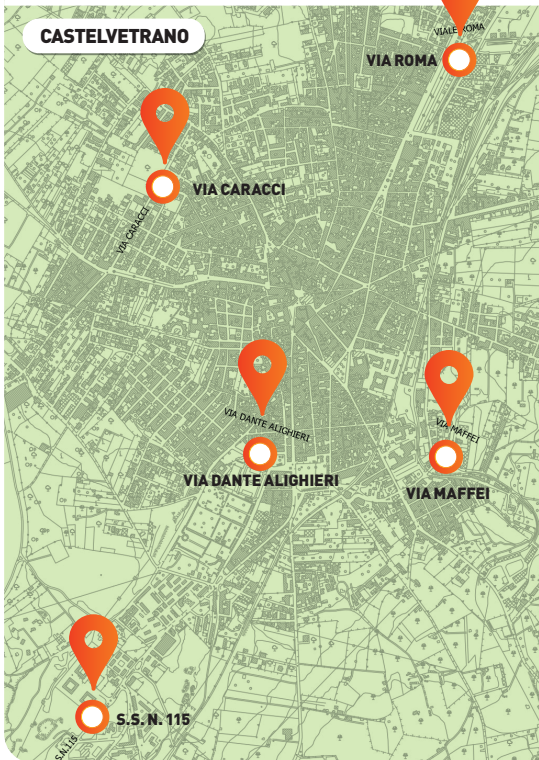 CASTELVETRANO
VIALE ROMA
VIA ROMA
VIA CARACCI
VIA CARACCI
VIA DANTE ALIGHIERI
VIA MAFFEI
VIA DANTE ALIGHIERI
VIA MAFFEI
S.S. N. 115
S.N.115